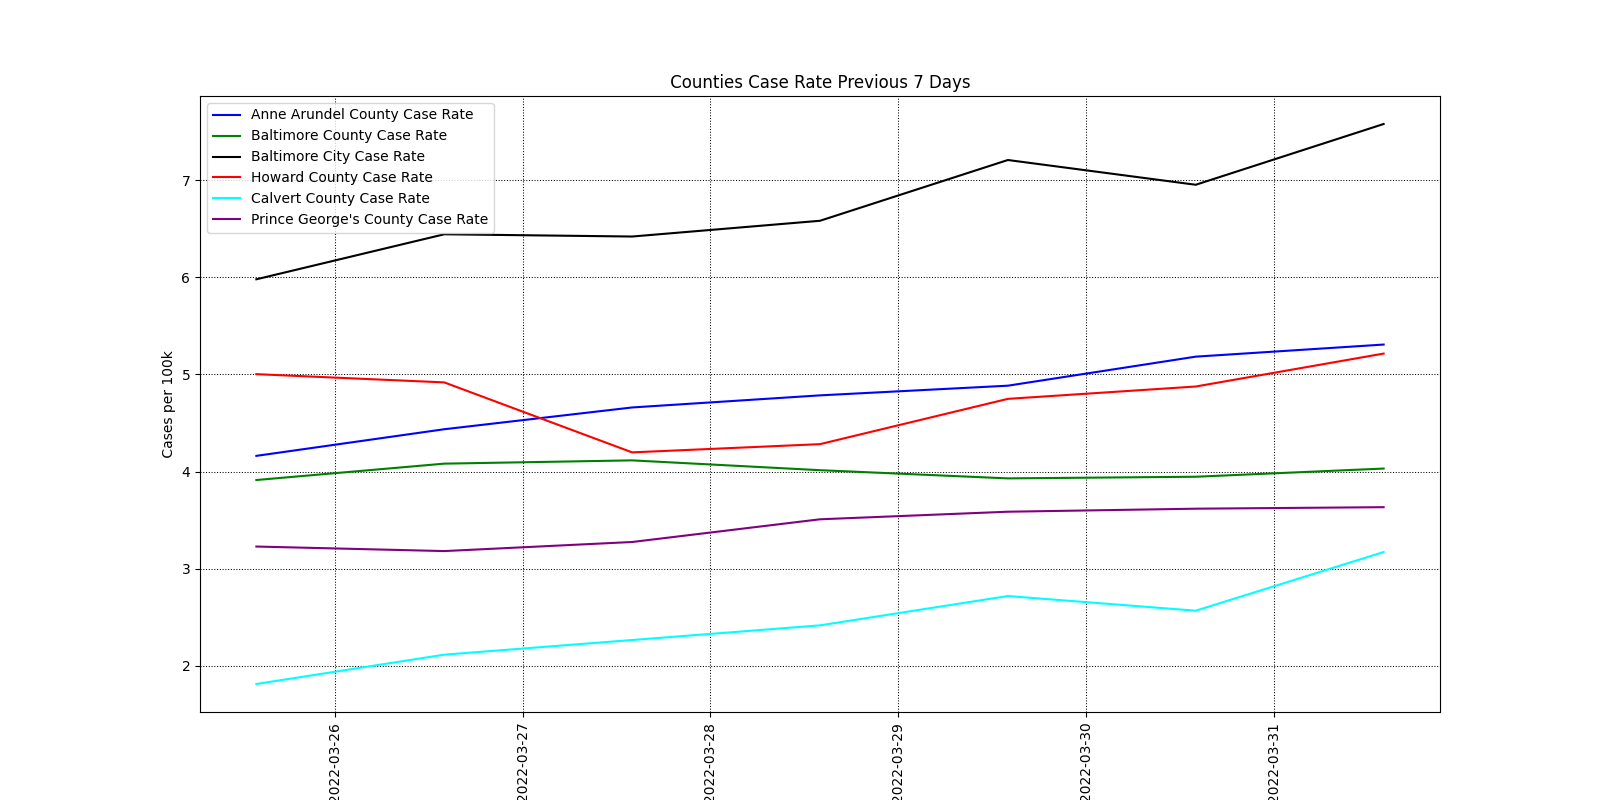 Counties Case Rate Previous 7 Days
Anne Arundel County Case Rate
Baltimore County Case Rate
Baltimore City Case Rate
Howard County Case Rate
Calvert County Case Rate
Prince George's County Case Rate
Cases per 100k
7
6
5
4
3
2
2022-03-26
2022-03-27
2022-03-28
2022-03-29
2022-03-30
2022-03-31